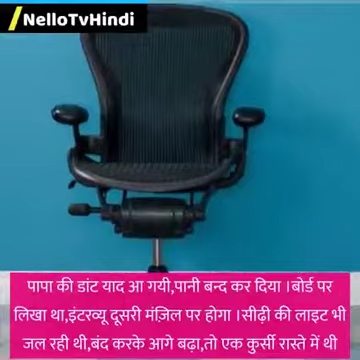 /NelloTvHindi
पापा की डांट याद आ गयी,पानी बन्द कर दिया ।बोर्ड पर
लिखा था,इंटरव्यू दूसरी मंज़िल पर होगा ।सीढ़ी की लाइट भी
जल रही थी,बंद करके आगे बढ़ा,तो एक कुर्सी रास्ते में थी